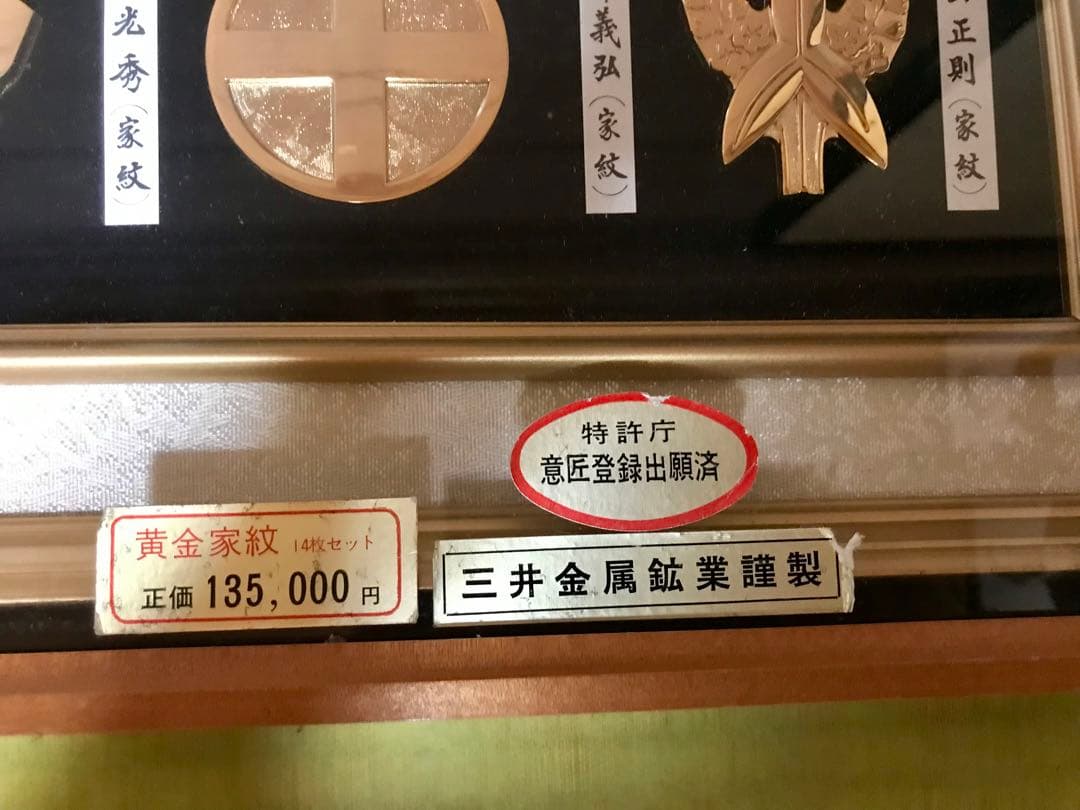 光秀（家紋）
義弘（家紋）
正則（家紋）
特許庁
意匠登録出願済
黄金家紋 14枚セット
正価 135,000 円
三井金属鉱業謹製